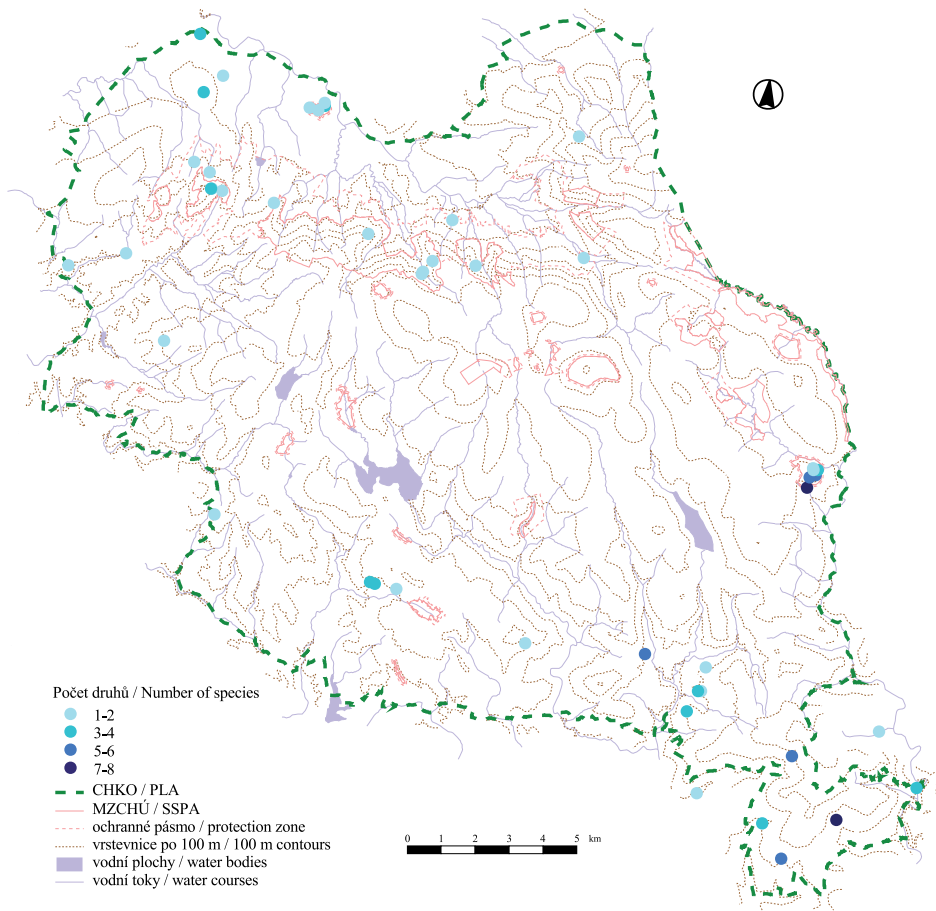 Počet druhů / Number of species
1-2
3-4
5-6
7-8
CHKO / PLA
MZCHÚ / SSPA
ochranné pásmo / protection zone
vrstevnice po 100 m / 100 m contours
vodní plochy / water bodies
vodní toky / water courses
0 1 2 3 4 5 km